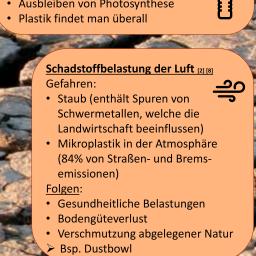 • Ausbleiben von Photosynthese
• Plastik findet man überall
Schadstoffbelastung der Luft [2] [8]
Gefahren:
• Staub (enthält Spuren von
Schwermetallen, welche die
Landwirtschaft beeinflussen)
• Mikroplastik in der Atmosphäre
(84% von Straßen- und Brems-
emissionen)
Folgen:
• Gesundheitliche Belastungen
• Bodengüteverlust
• Verschmutzung abgelegener Natur
➢ Bsp. Dustbowl